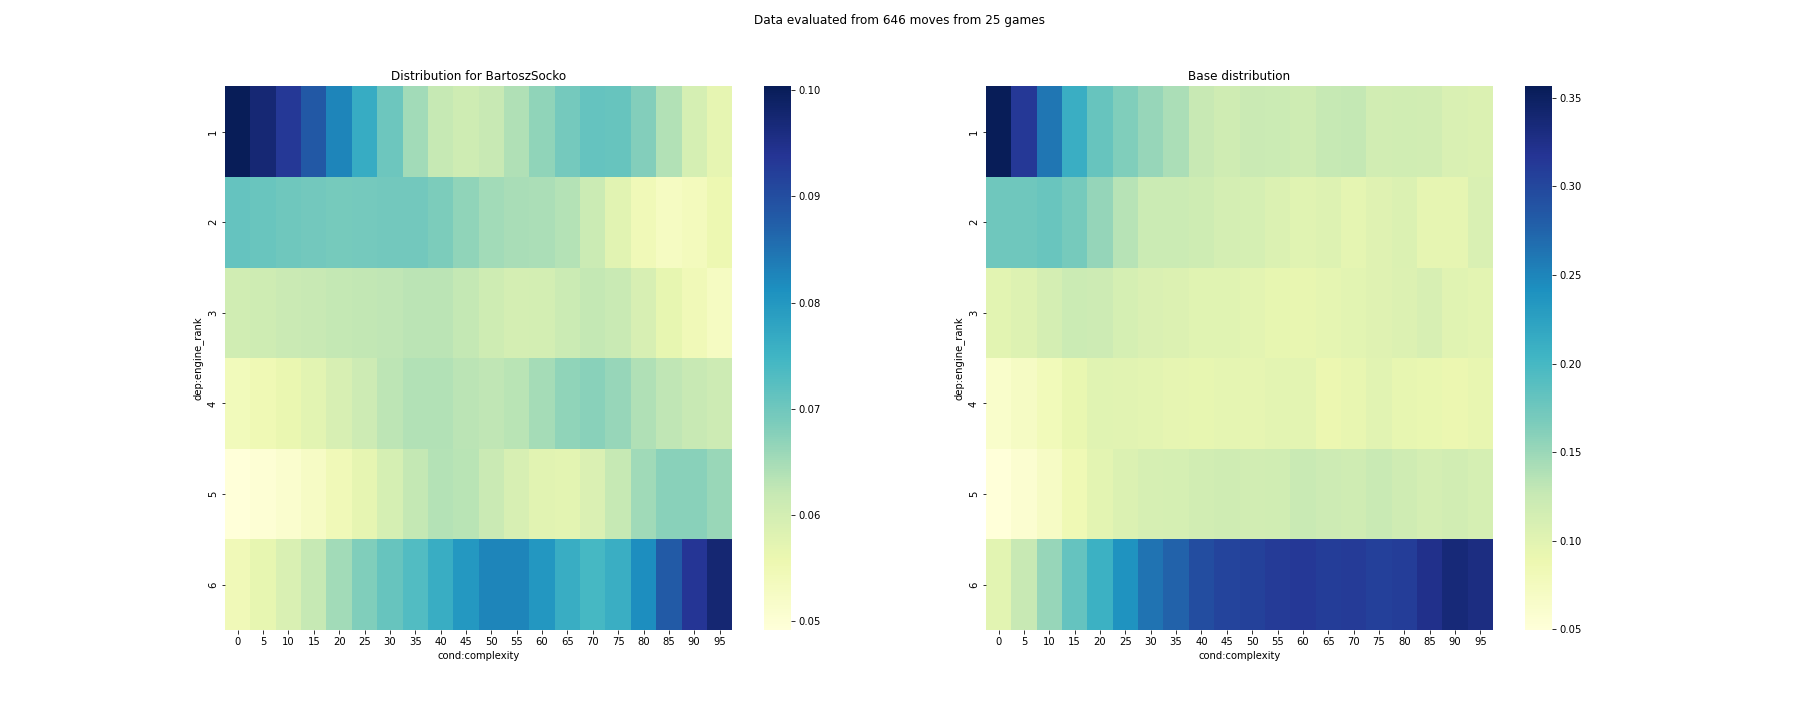 Data evaluated from 646 moves from 25 games
Distribution for BartoszSocko
dep:engine_rank
1
2
3
4
5
6
0 5 10 15 20 25 30 35 40 45 50 55 60 65 70 75 80 85 90 95
cond:complexity
0.10
0.09
0.08
0.07
0.06
0.05
Base distribution
dep:engine_rank
1
2
3
4
5
6
0 5 10 15 20 25 30 35 40 45 50 55 60 65 70 75 80 85 90 95
cond:complexity
0.35
0.30
0.25
0.20
0.15
0.10
0.05